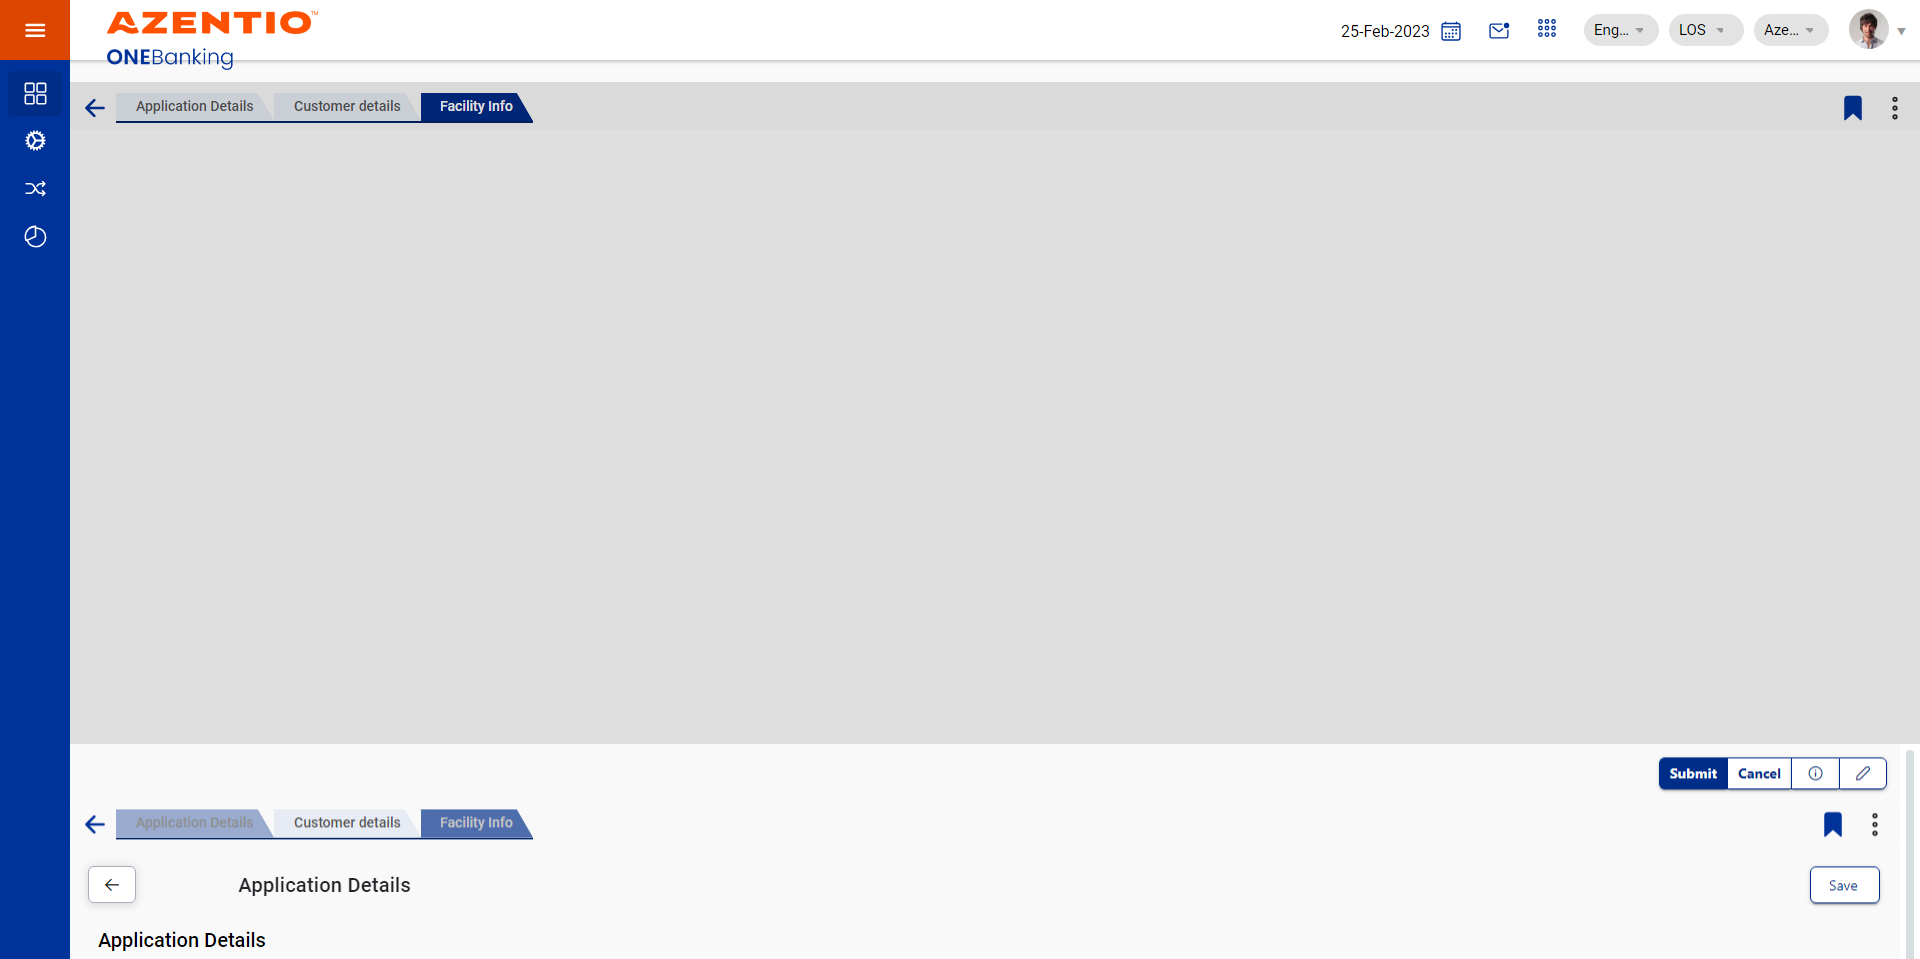 AZENTIO™
ONEBanking
25-Feb-2023
Eng...
LOS
Aze...
Application Details
Customer details
Facility Info
Submit
Cancel
Application Details
Customer details
Facility Info
Application Details
Save
Application Details